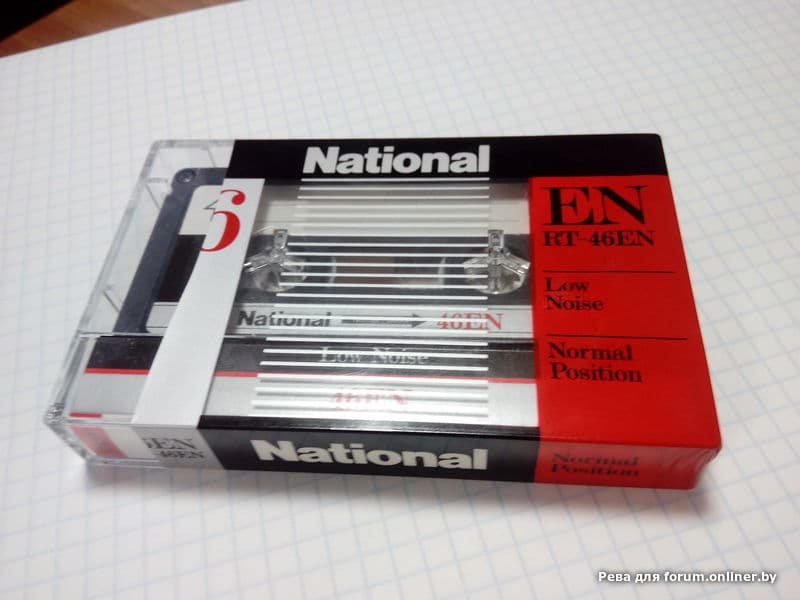 National
6
EN
RT-46EN
Low
Noise
Normal
Position
National 46EN
Low Noise
46EN
EN
46EN
National
Normal
Position
Рева для forum.onliner.by